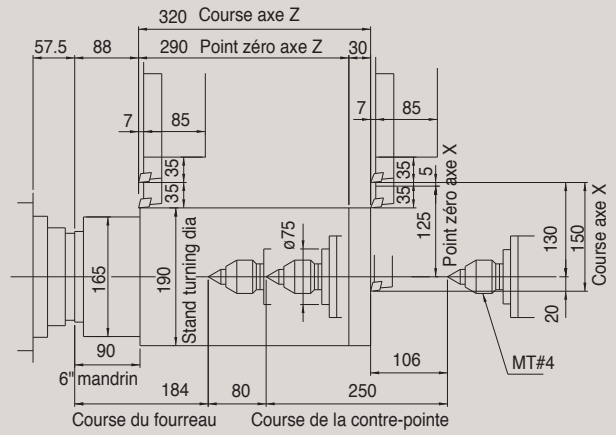 320 Course axe Z
57.5 88 290 Point zéro axe Z 30
7 85 7 85
35 35 5
35 35
Point zéro axe X
125
130
150
Course axe X
20
165
190
Stand turning dia
ø75
90
6" mandrin
106
MT#4
184 80 250
Course du fourreau Course de la contre-pointe